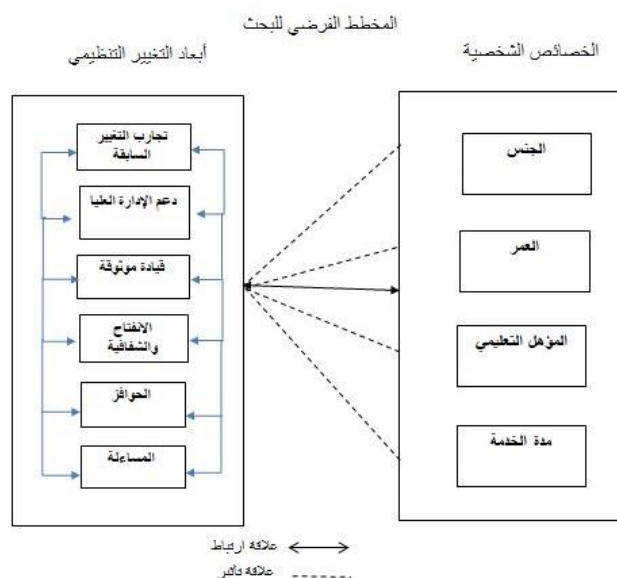 المخطط الفرضي للبحث
الخصائص الشخصية
أبعاد التغيير التنظيمي
الجنس
العمر
المؤهل التعليمي
مدة الخدمة
تجارب التغيير
السابقة
دعم الإدارة العليا
قيادة موثوقة
الانفتاح
والشفافية
الحوافز
المساءلة
علاقة ارتباط
علاقة تاثير